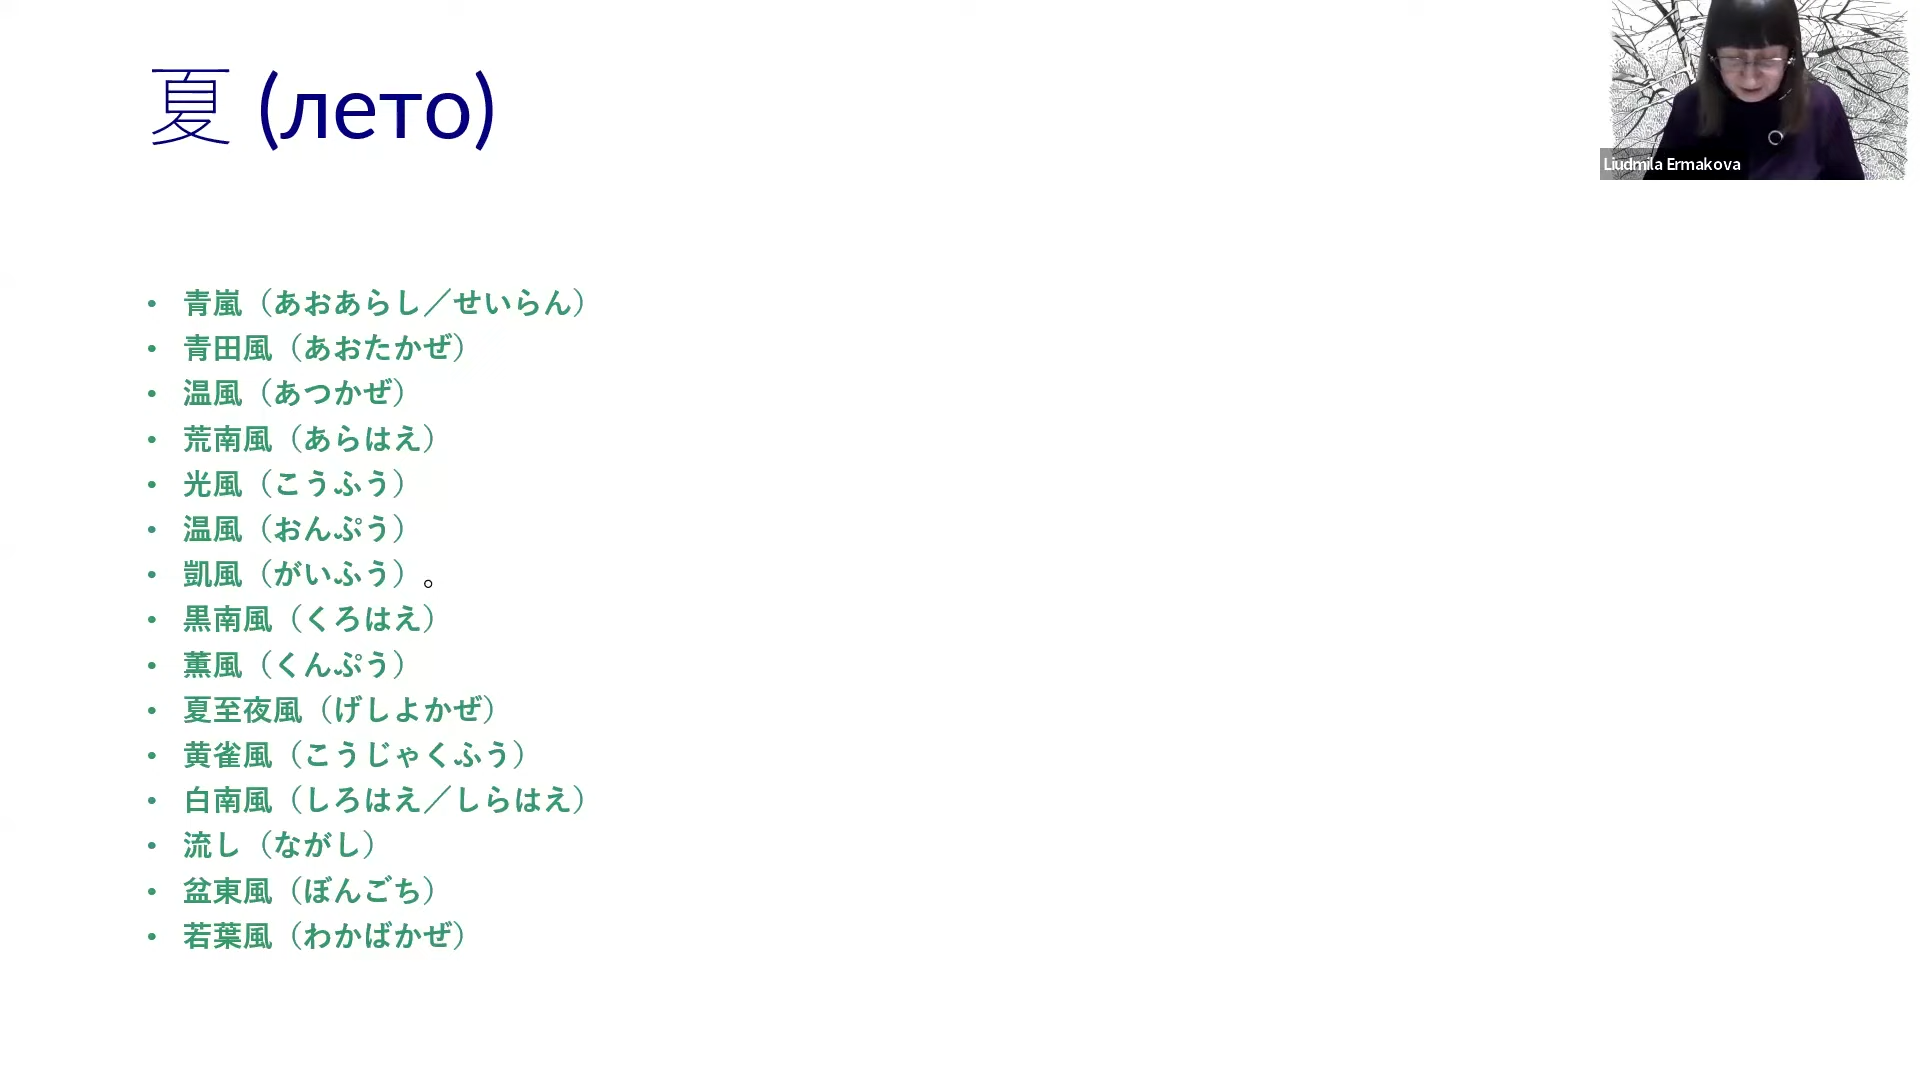 夏 (лето)
Liudmila Ermakova
• 青嵐（あおあらし／せいらん）
• 青田風（あおたかぜ）
• 温風（あつかぜ）
• 荒南風（あらはえ）
• 光風（こうふう）
• 温風（おんぷう）
• 凱風（がいふう）。
• 黒南風（くろはえ）
• 薫風（くんぷう）
• 夏至夜風（げしよかぜ）
• 黄雀風（こうじゃくふう）
• 白南風（しろはえ／しらはえ）
• 流し（ながし）
• 盆東風（ぼんごち）
• 若葉風（わかばかぜ）